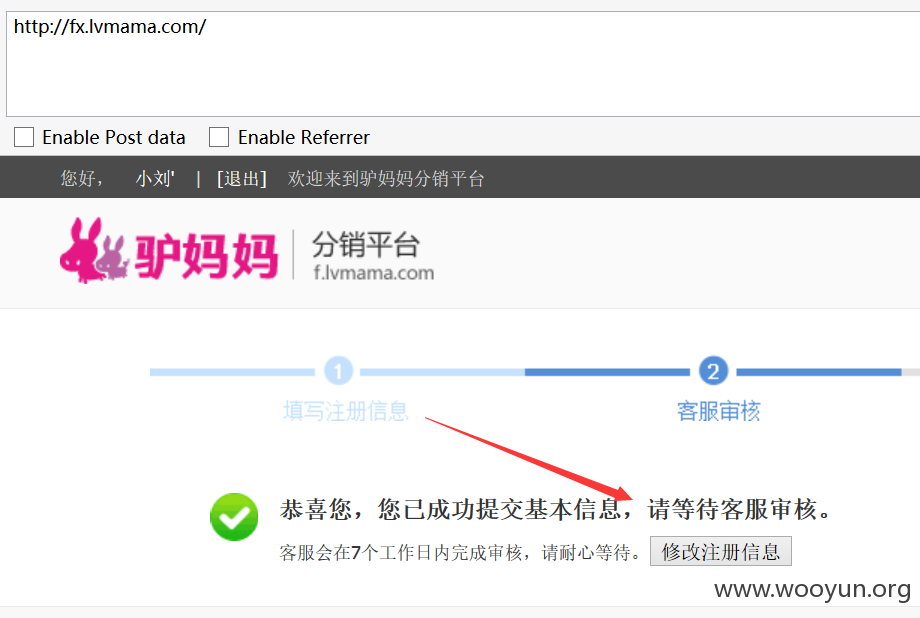 http://fx.lvmama.com/
Enable Post data Enable Referrer
您好， 小刘' | [退出] 欢迎来到驴妈妈分销平台
驴妈妈 分销平台
f.lvmama.com
1 2
填写注册信息 客服审核
恭喜您，您已成功提交基本信息，请等待客服审核。
客服会在7个工作日内完成审核，请耐心等待。 修改注册信息
www.wooyun.org